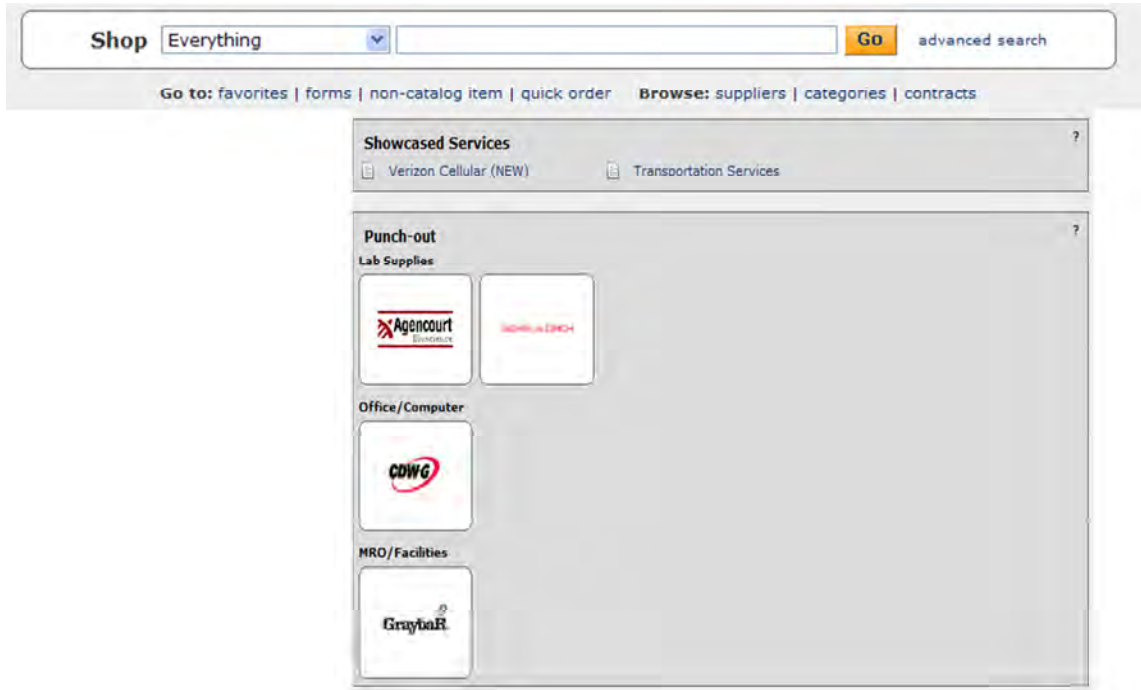 Shop Everything Go advanced search
Go to: favorites | forms | non-catalog item | quick order Browse: suppliers | categories | contracts
Showcased Services ?
Verizon Cellular (NEW) Transportation Services
Punch-out ?
Lab Supplies
Agencourt
Office/Computer
CDWG
MRO/Facilities
GraybaR